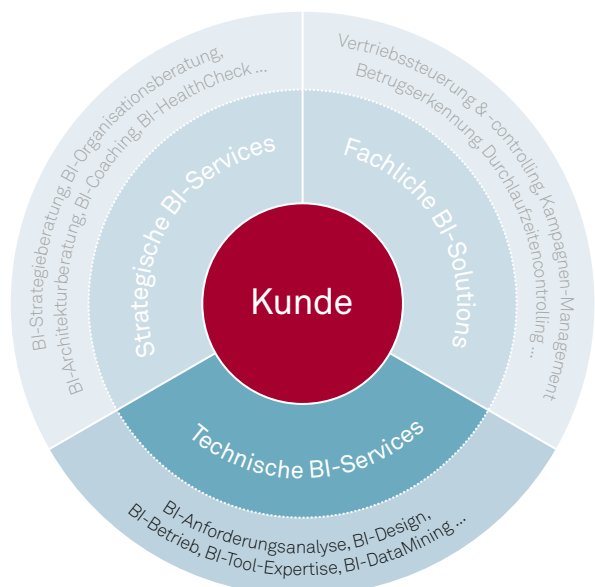 BI-Strategieberatung, BI-Organisationsberatung,
BI-Architekturberatung, BI-Coaching, BI-HealthCheck ...
Strategische BI-Services
Vertriebssteuerung & -controlling, Kampagnen-Management
Betrugserkennung, Durchlaufzeitencontrolling ...
Fachliche BI-Solutions
Kunde
Technische BI-Services
BI-Anforderungsanalyse, BI-Design,
BI-Betrieb, BI-Tool-Expertise, BI-DataMining ...